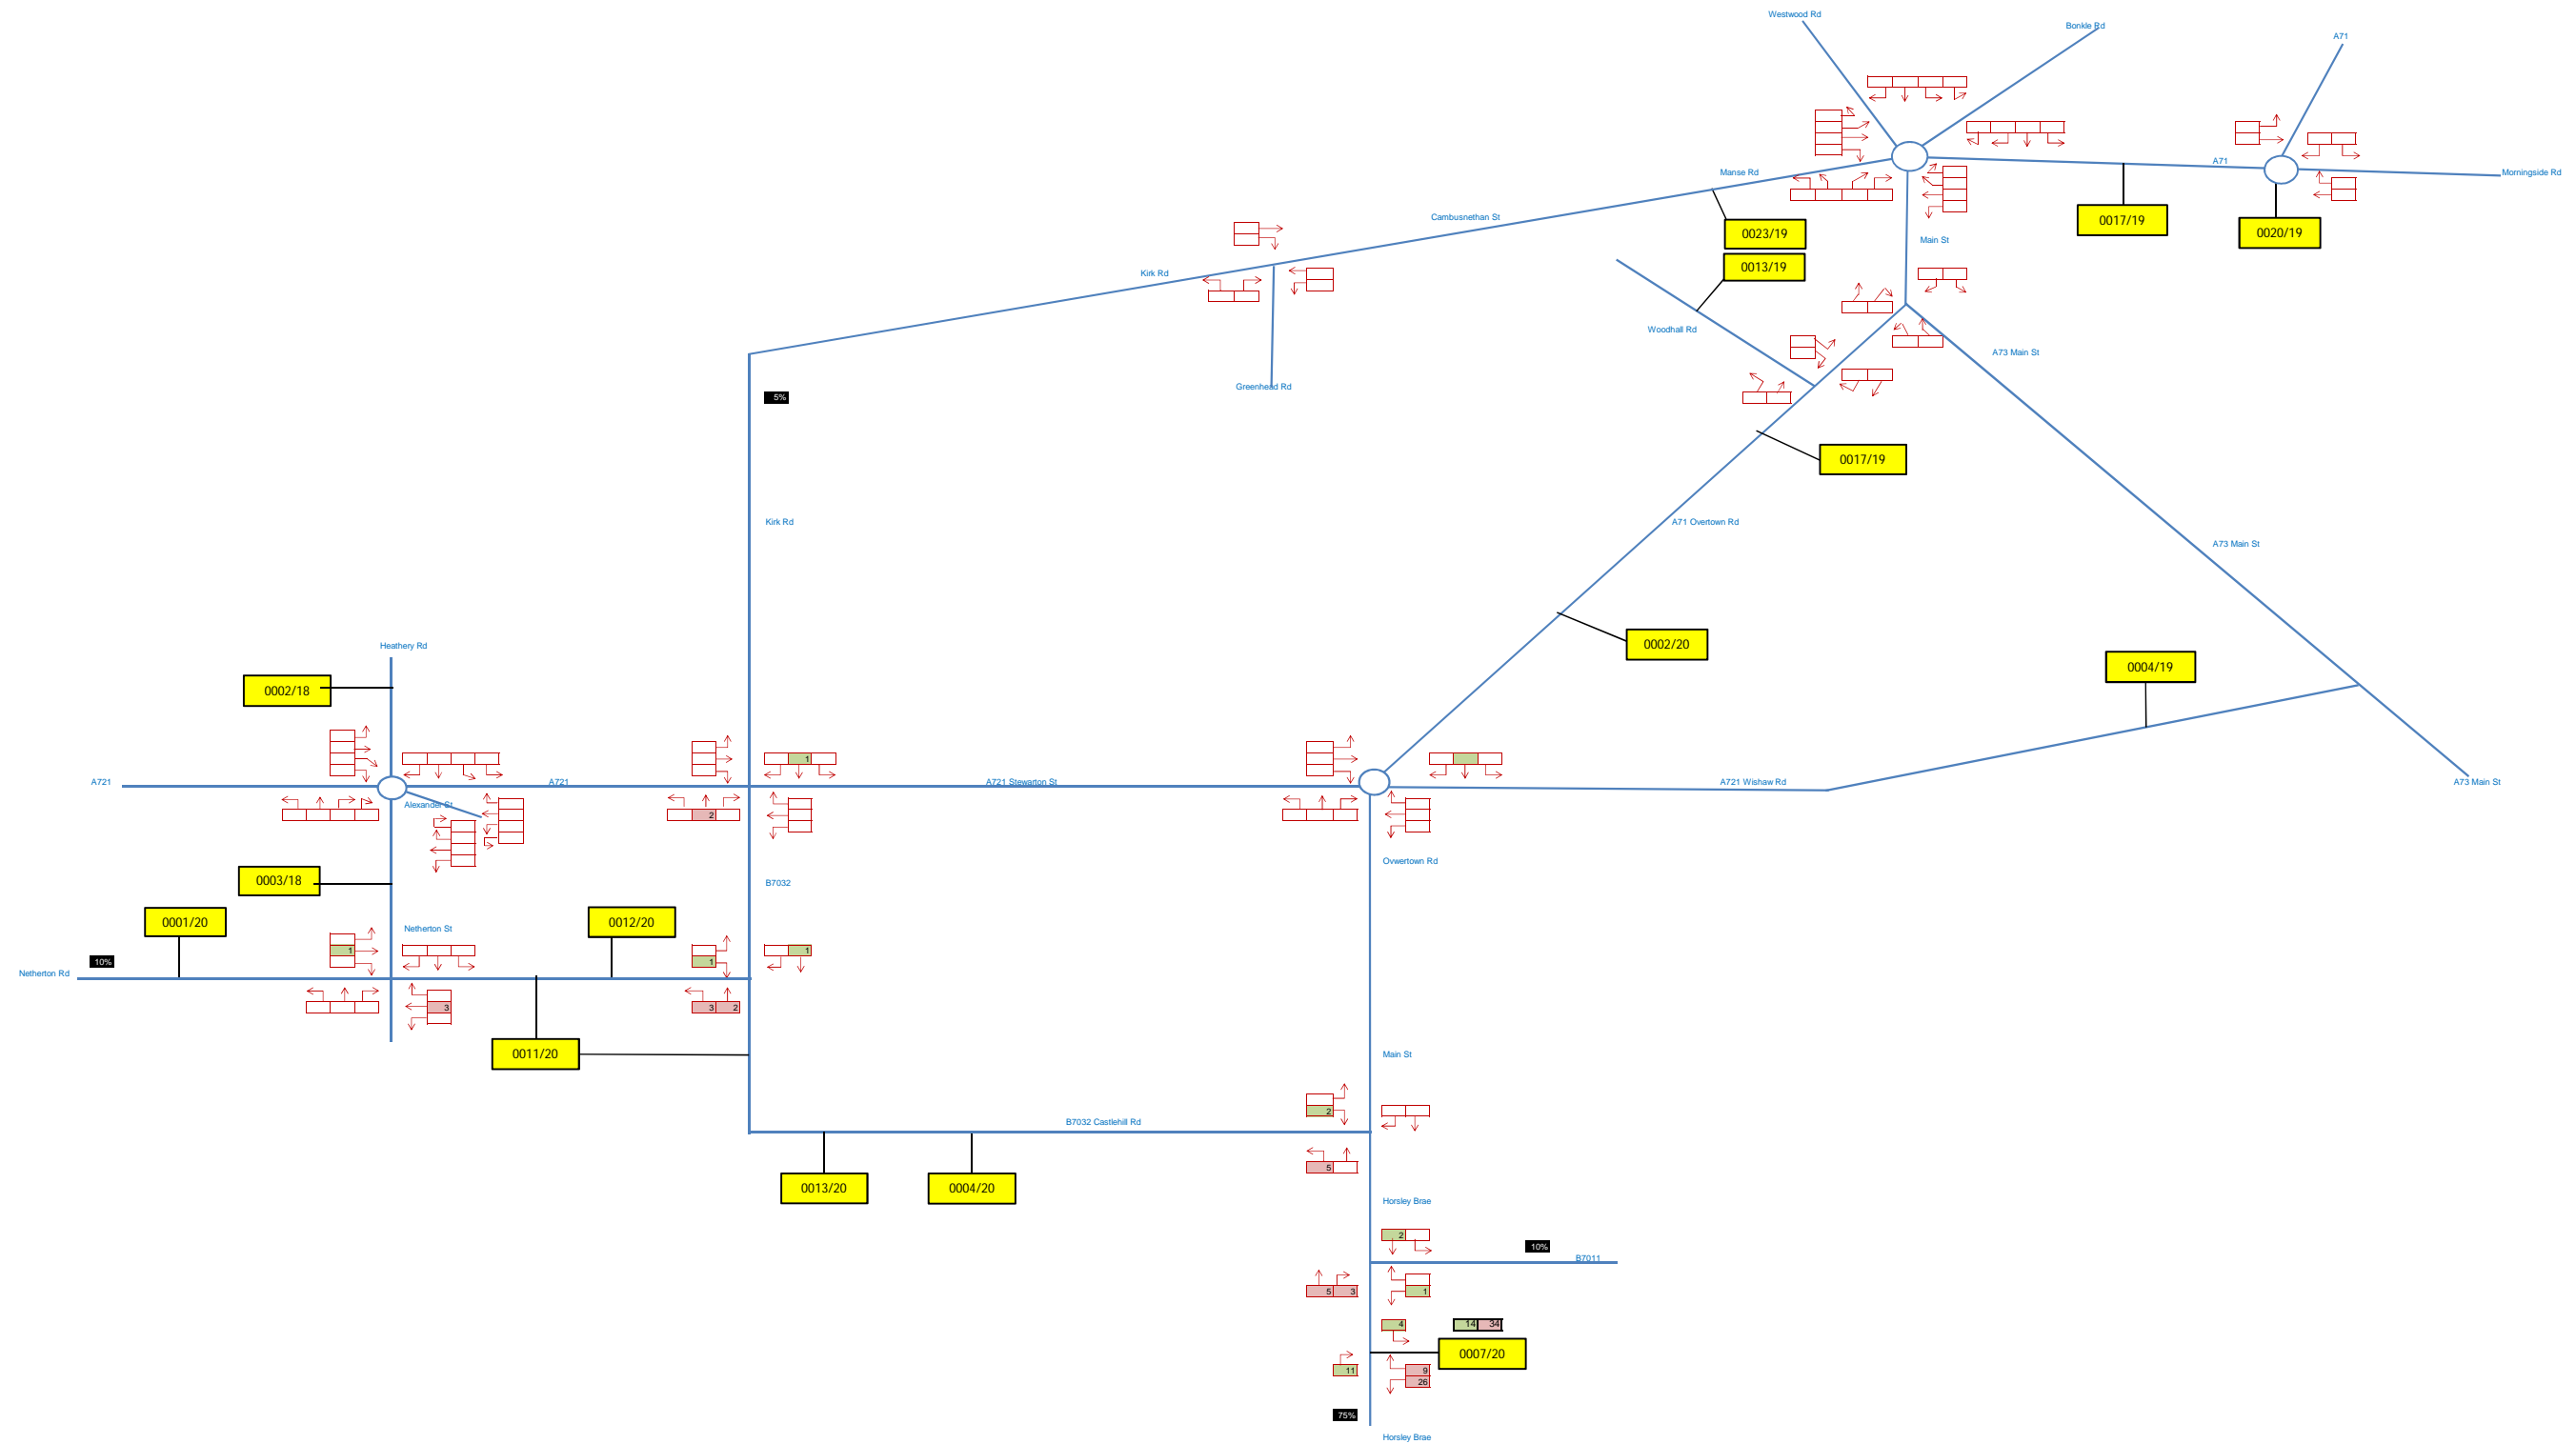 Westwood Rd
Bonkle Rd
A71
Manse Rd
A71
Morningside Rd
Cambusnethan St
0023/19
0017/19
0020/19
Main St
0013/19
Kirk Rd
Woodhall Rd
A73 Main St
Greenhead Rd
5%
0017/19
Kirk Rd
A71 Overtown Rd
A73 Main St
Heathery Rd
0002/20
0004/19
0002/18
1
A721
A721
A721 Stewarton St
A721 Wishaw Rd
A73 Main St
Alexander St
2
Ovwertown Rd
0003/18
B7032
0001/20
0012/20
Netherton St
1
1
1
10%
Netherton Rd
3
3 2
0011/20
Main St
2
B7032 Castlehill Rd
5
0013/20
0004/20
Horsley Brae
2
10%
B7011
5 3
1
4
14 34
0007/20
11
9
26
75%
Horsley Brae